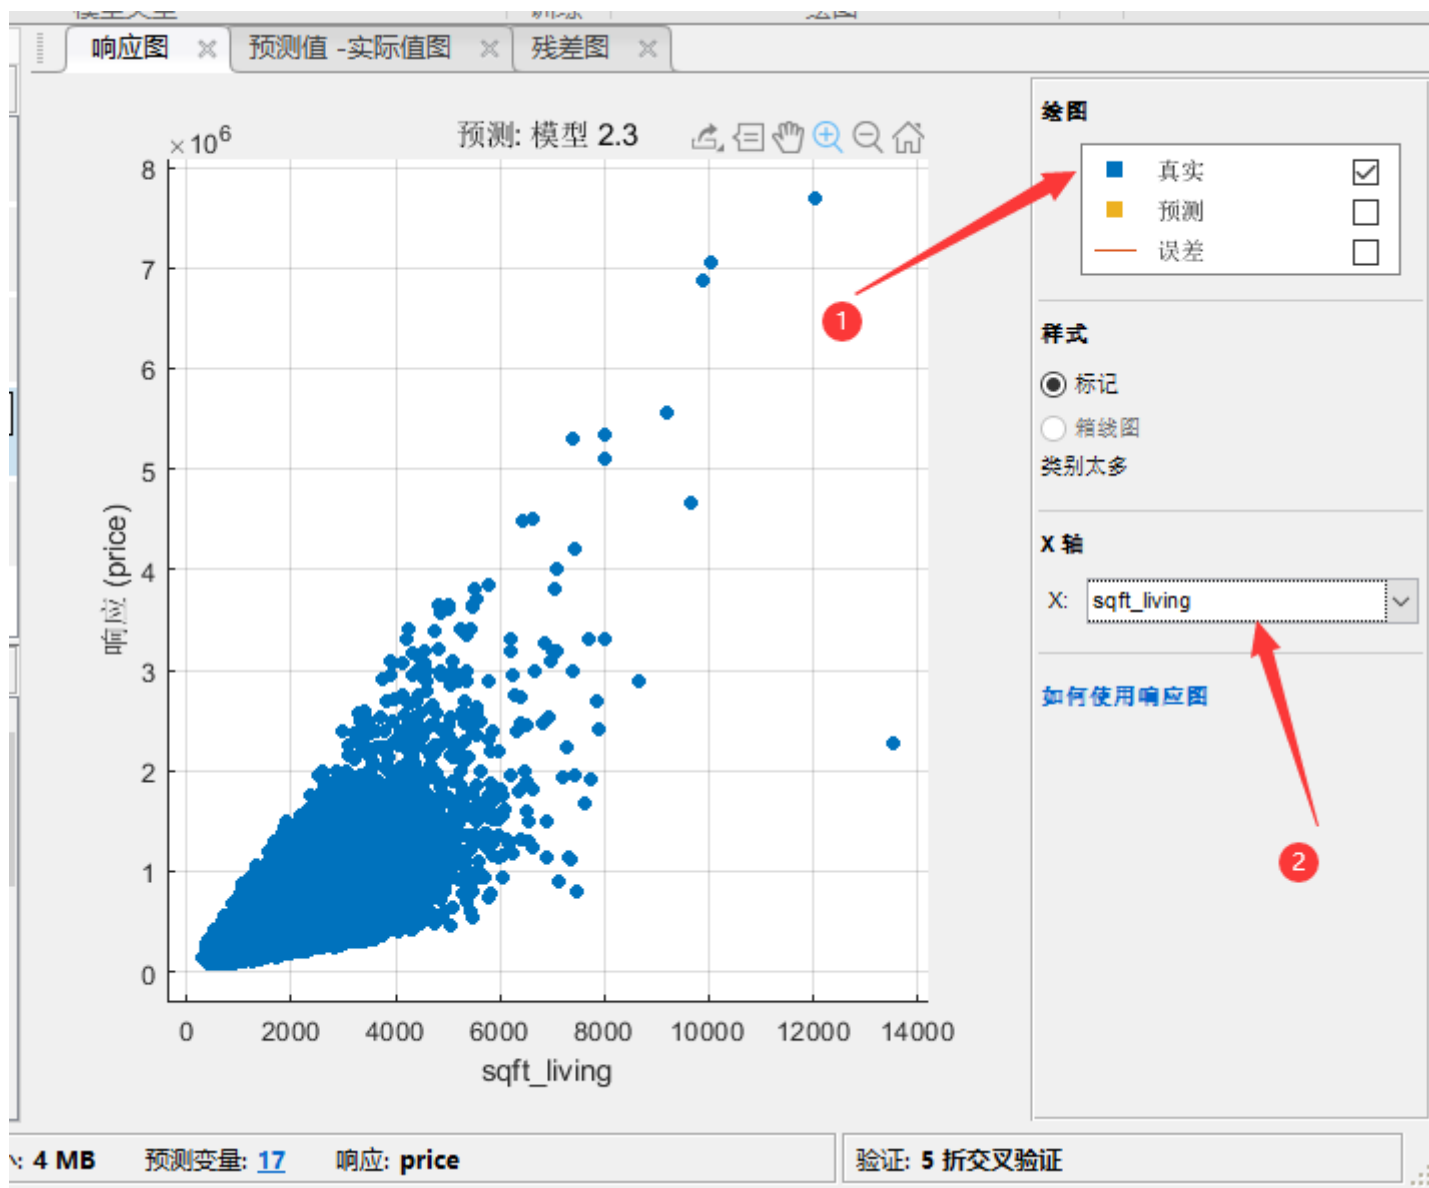 响应图
预测值 -实际值图
残差图
预测: 模型 2.3
×10⁶
8
7
6
5
4
3
2
1
0
响应 (price)
0 2000 4000 6000 8000 10000 12000 14000
sqft_living
1
2
绘图
真实
预测
误差
样式
标记
箱线图
类别太多
X 轴
X: sqft_living
如何使用响应图
: 4 MB 预测变量: 17 响应: price
验证: 5 折交叉验证